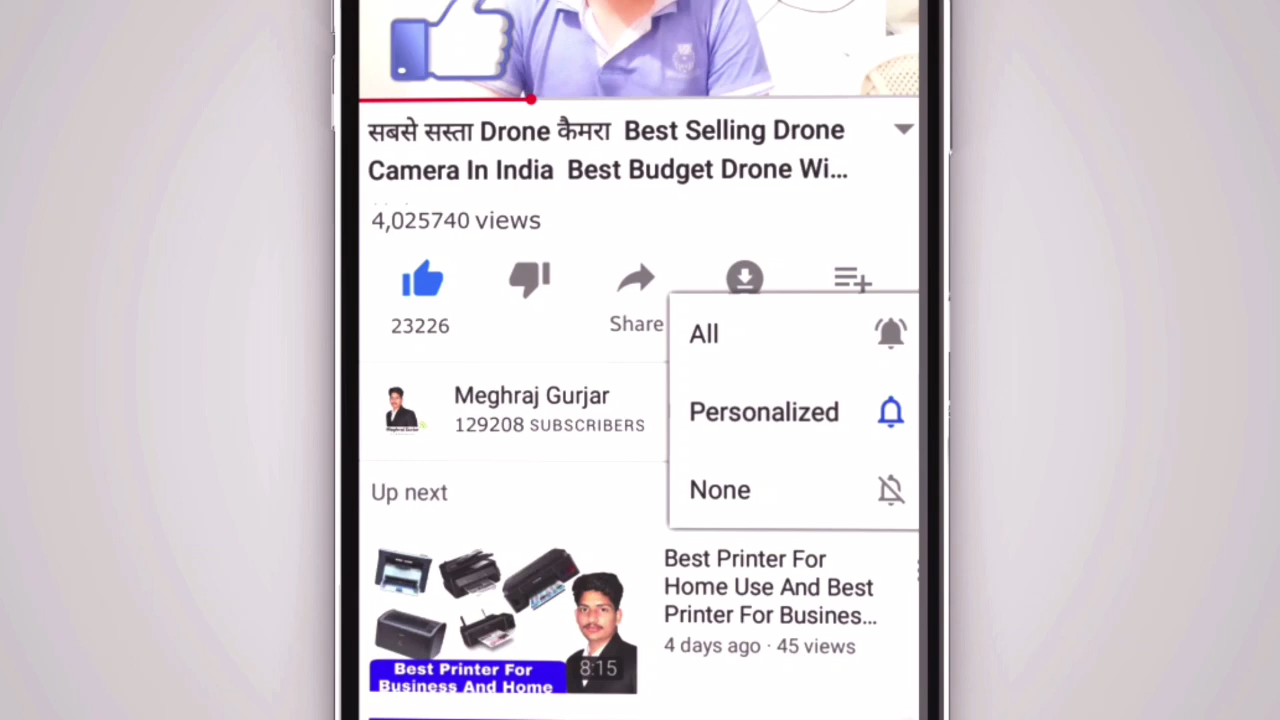 सबसे सस्ता Drone कैमरा Best Selling Drone
Camera In India Best Budget Drone Wi...
4,025740 views
23226
Share
All
Personalized
None
Meghraj Gurjar
129208 SUBSCRIBERS
Up next
Best Printer For
Home Use And Best
Printer For Busines...
4 days ago · 45 views
8:15
Best Printer For
Business And Home